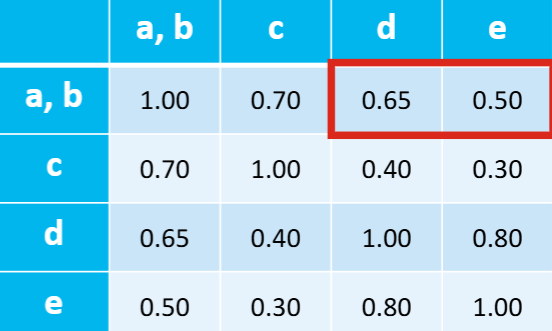 a, b c d e
a, b 1.00 0.70 0.65 0.50
c 0.70 1.00 0.40 0.30
d 0.65 0.40 1.00 0.80
e 0.50 0.30 0.80 1.00